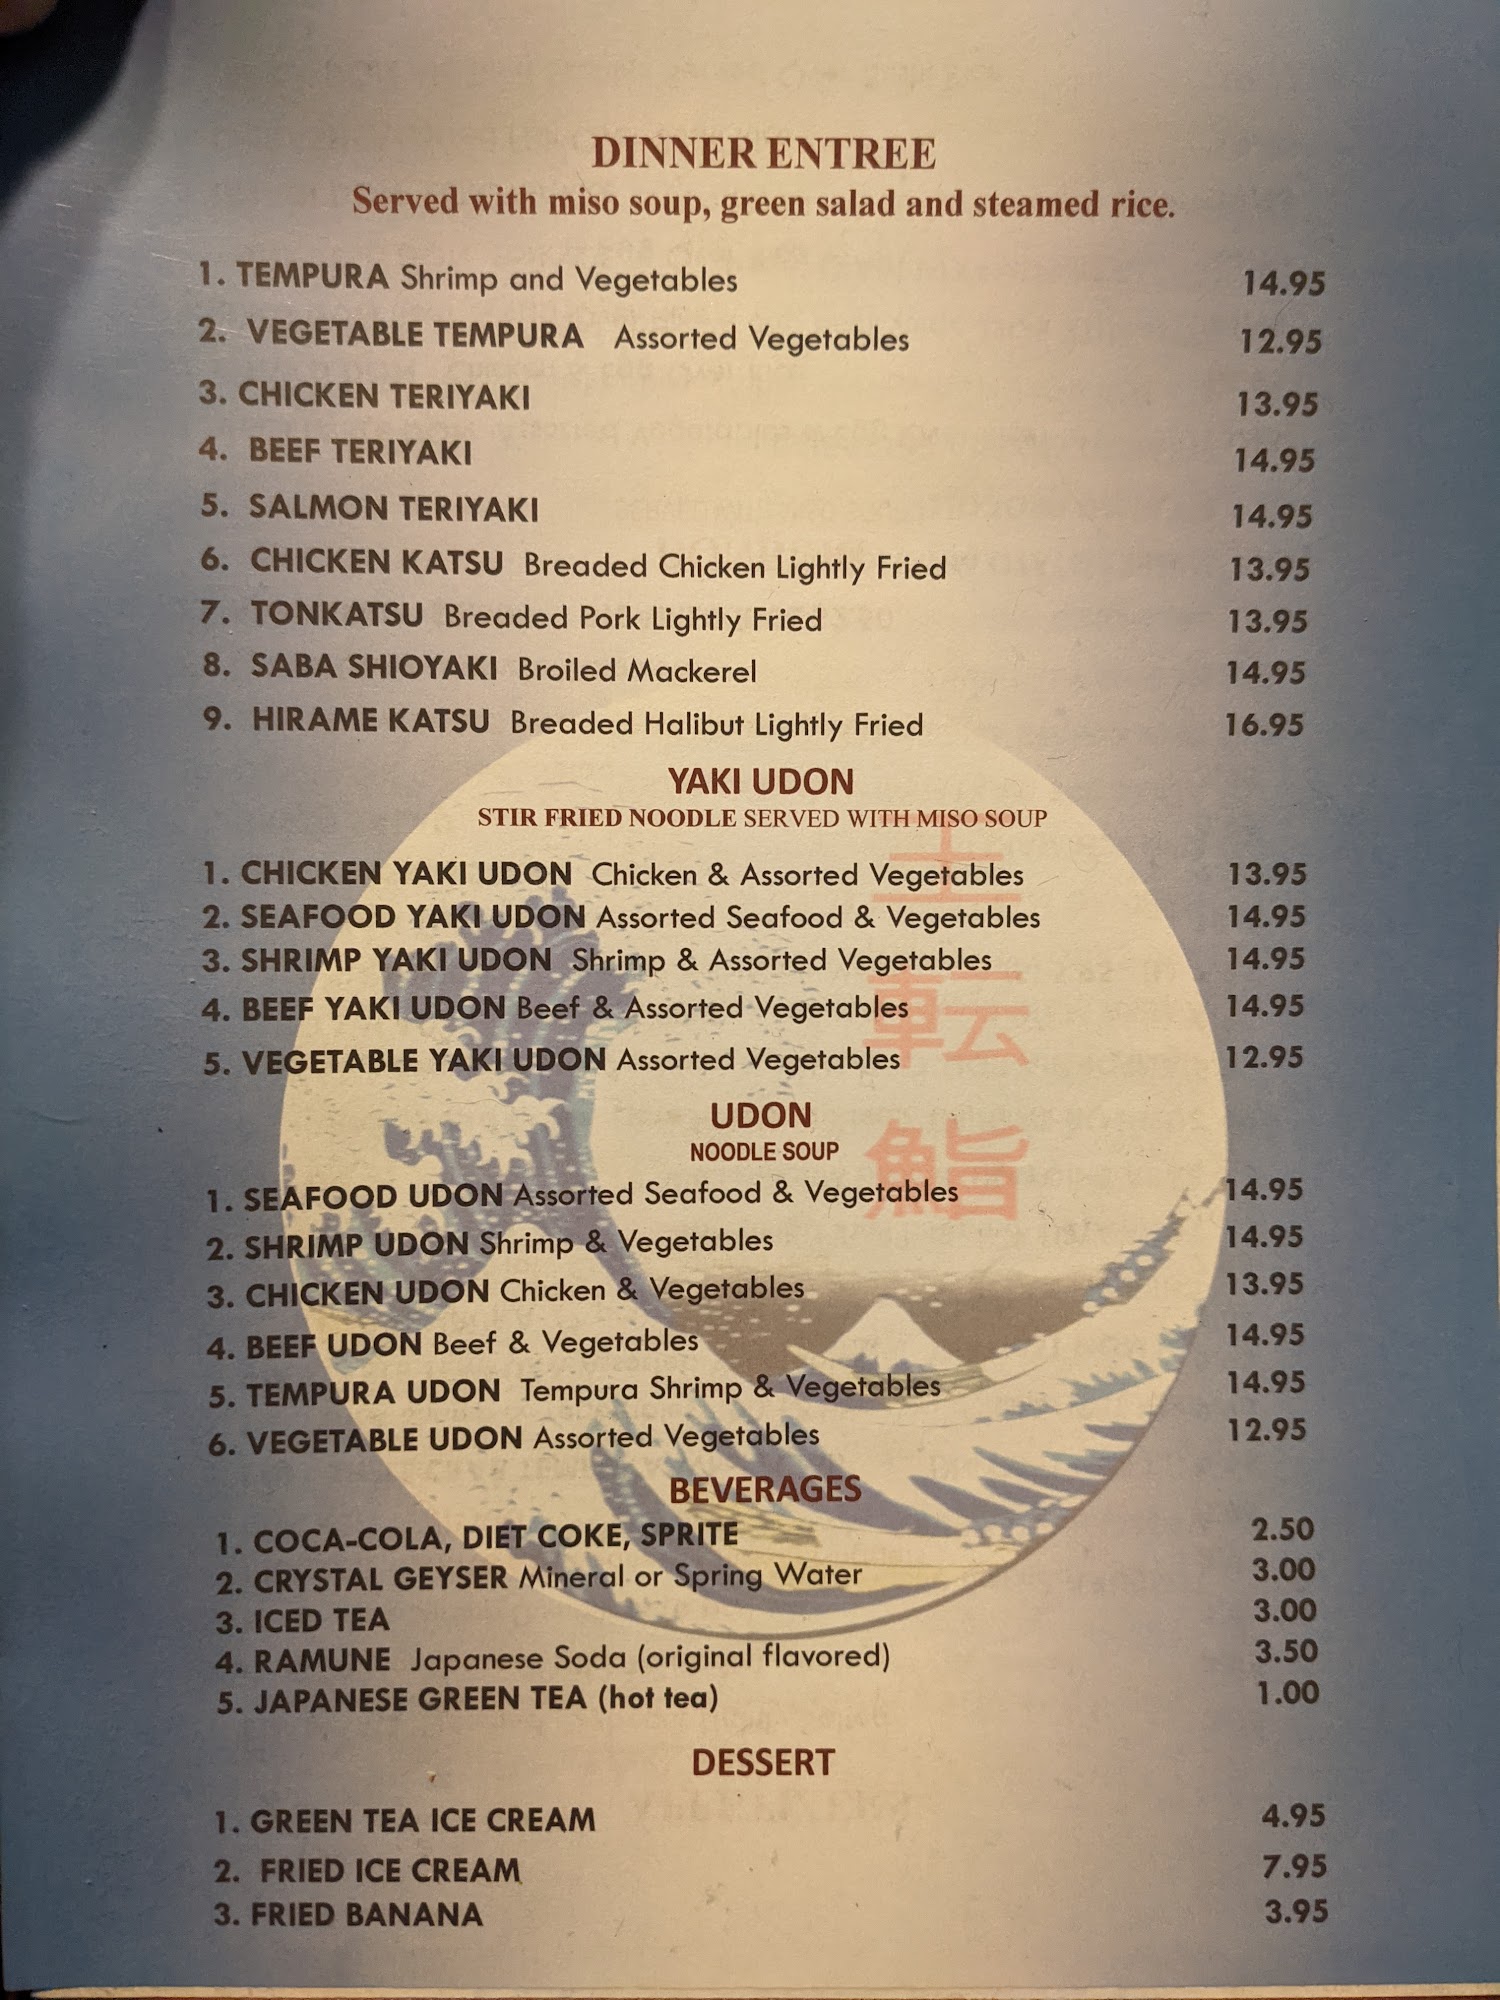 DINNER ENTREE
Served with miso soup, green salad and steamed rice.
1. TEMPURA Shrimp and Vegetables 14.95
2. VEGETABLE TEMPURA Assorted Vegetables 12.95
3. CHICKEN TERIYAKI 13.95
4. BEEF TERIYAKI 14.95
5. SALMON TERIYAKI 14.95
6. CHICKEN KATSU Breaded Chicken Lightly Fried 13.95
7. TONKATSU Breaded Pork Lightly Fried 13.95
8. SABA SHIOYAKI Broiled Mackerel 14.95
9. HIRAME KATSU Breaded Halibut Lightly Fried 16.95
YAKI UDON
STIR FRIED NOODLE SERVED WITH MISO SOUP
1. CHICKEN YAKI UDON Chicken & Assorted Vegetables 13.95
2. SEAFOOD YAKI UDON Assorted Seafood & Vegetables 14.95
3. SHRIMP YAKI UDON Shrimp & Assorted Vegetables 14.95
4. BEEF YAKI UDON Beef & Assorted Vegetables 14.95
5. VEGETABLE YAKI UDON Assorted Vegetables 12.95
UDON
NOODLE SOUP
1. SEAFOOD UDON Assorted Seafood & Vegetables 14.95
2. SHRIMP UDON Shrimp & Vegetables 14.95
3. CHICKEN UDON Chicken & Vegetables 13.95
4. BEEF UDON Beef & Vegetables 14.95
5. TEMPURA UDON Tempura Shrimp & Vegetables 14.95
6. VEGETABLE UDON Assorted Vegetables 12.95
BEVERAGES
1. COCA-COLA, DIET COKE, SPRITE 2.50
2. CRYSTAL GEYSER Mineral or Spring Water 3.00
3. ICED TEA 3.00
4. RAMUNE Japanese Soda (original flavored) 3.50
5. JAPANESE GREEN TEA (hot tea) 1.00
DESSERT
1. GREEN TEA ICE CREAM 4.95
2. FRIED ICE CREAM 7.95
3. FRIED BANANA 3.95
転
鮨